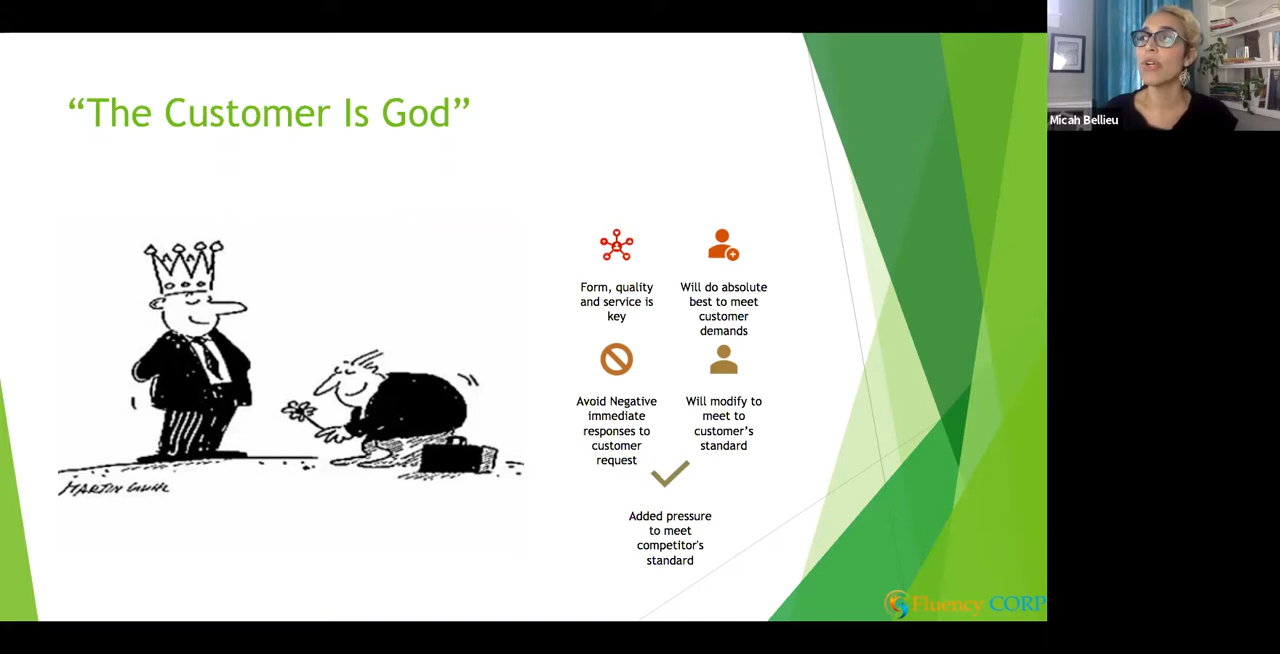 “The Customer Is God”
Micah Bellieu
Form, quality
and service is
key
Will do absolute
best to meet
customer
demands
Avoid Negative
immediate
responses to
customer
request
Will modify to
meet to
customer’s
standard
Added pressure
to meet
competitor's
standard
MARTIN
Fluency CORP